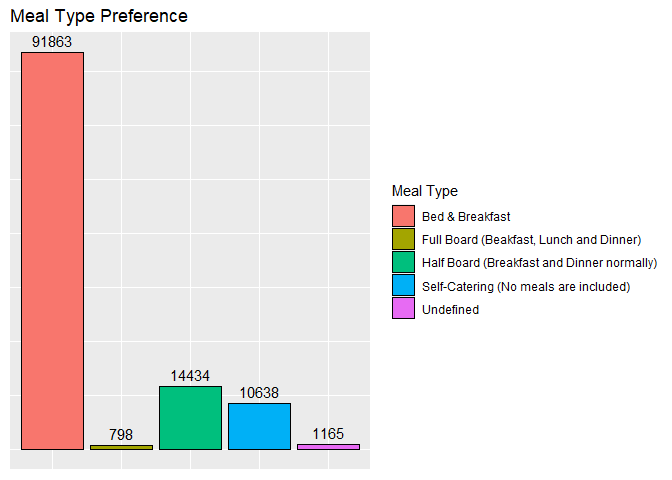 Meal Type Preference
91863
798
14434
10638
1165
Meal Type
Bed & Breakfast
Full Board (Beakfast, Lunch and Dinner)
Half Board (Breakfast and Dinner normally)
Self-Catering (No meals are included)
Undefined